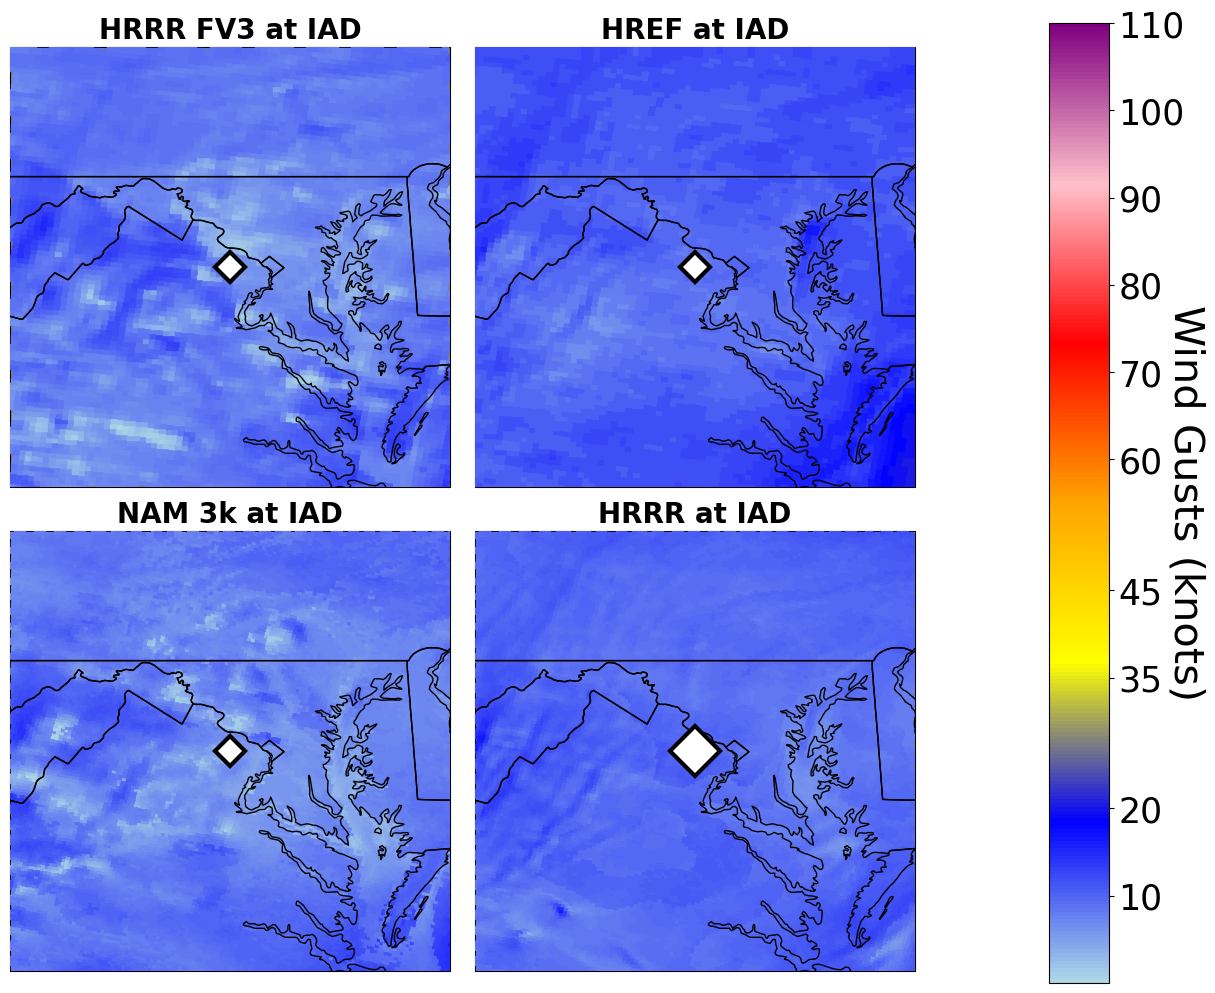 HRRR FV3 at IAD
HREF at IAD
NAM 3k at IAD
HRRR at IAD
110
100
90
80
70
60
45
35
20
10
Wind Gusts (knots)